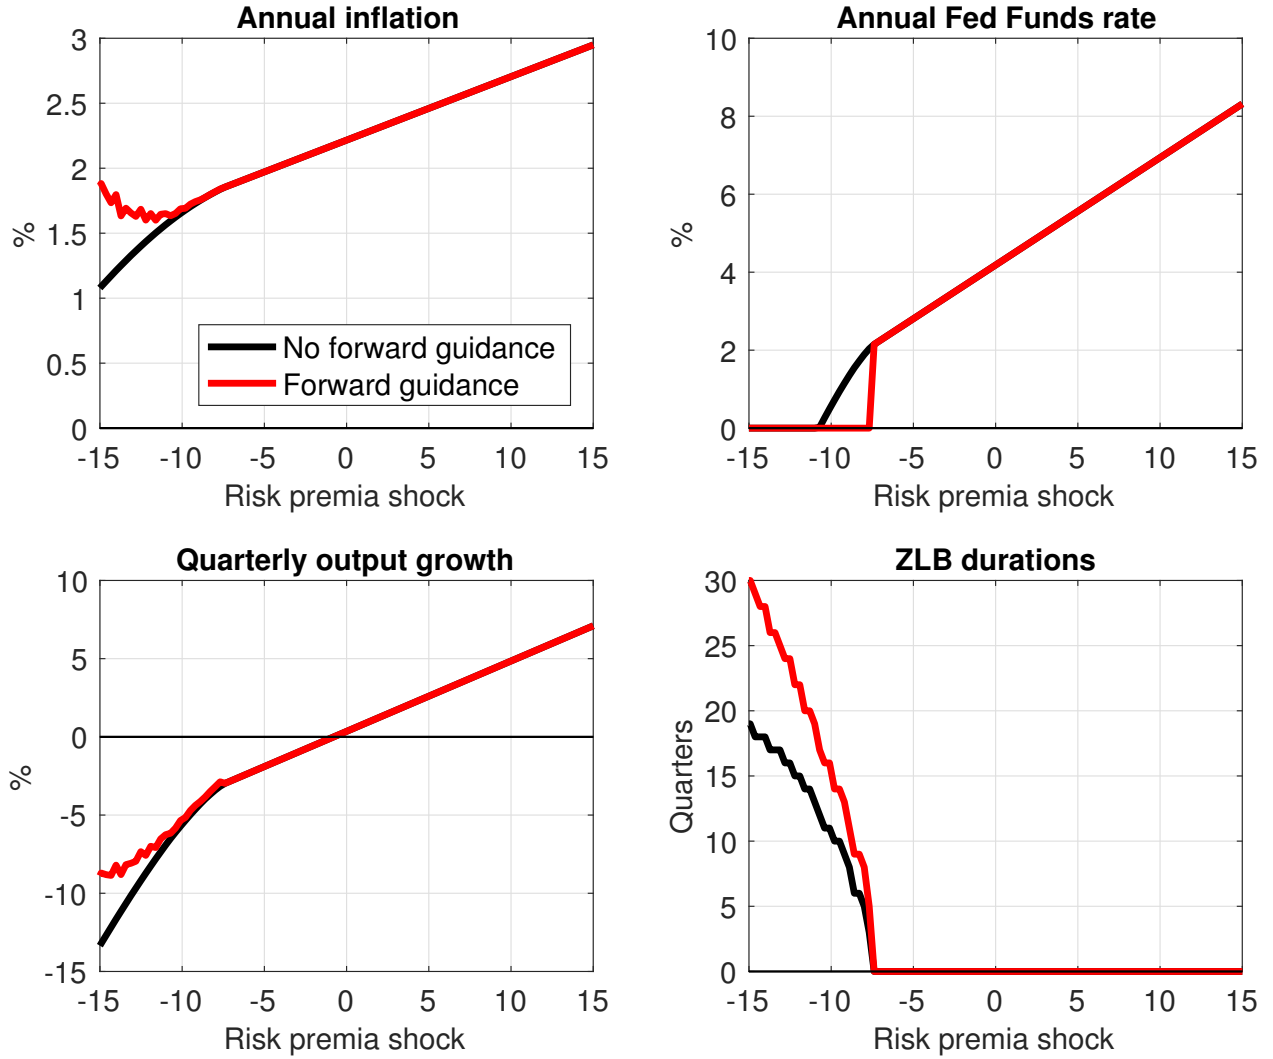 Annual inflation
3
2.5
2
1.5
1
0.5
0
%
-15 -10 -5 0 5 10 15
Risk premia shock
No forward guidance
Forward guidance
Annual Fed Funds rate
10
8
6
4
2
0
%
-15 -10 -5 0 5 10 15
Risk premia shock
Quarterly output growth
10
5
0
-5
-10
-15
%
-15 -10 -5 0 5 10 15
Risk premia shock
ZLB durations
30
25
20
15
10
5
0
Quarters
-15 -10 -5 0 5 10 15
Risk premia shock